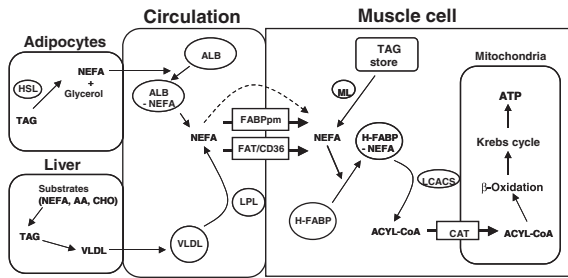 Circulation
Muscle cell
Adipocytes
HSL
NEFA
+
Glycerol
TAG
Liver
Substrates
(NEFA, AA, CHO)
TAG
VLDL
ALB
ALB
- NEFA
NEFA
LPL
VLDL
FABPpm
FAT/CD36
TAG
store
ML
NEFA
H-FABP
- NEFA
H-FABP
LCACS
ACYL-CoA
CAT
Mitochondria
ATP
Krebs cycle
β-Oxidation
ACYL-CoA